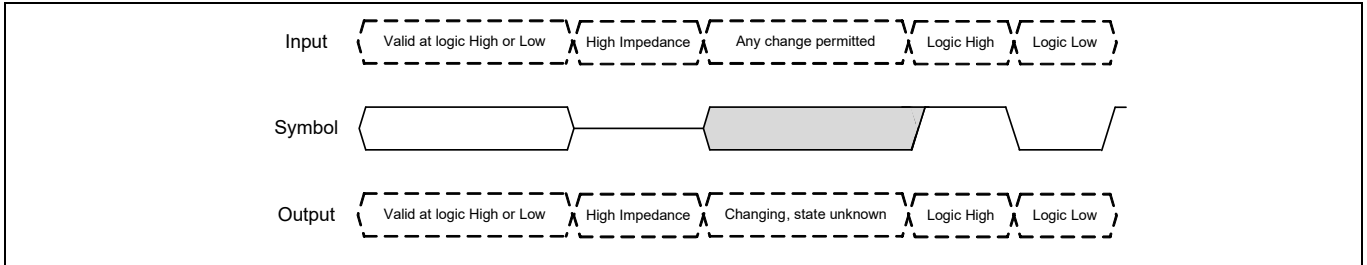 Input Valid at logic High or Low High Impedance Any change permitted Logic High Logic Low
Symbol
Output Valid at logic High or Low High Impedance Changing, state unknown Logic High Logic Low